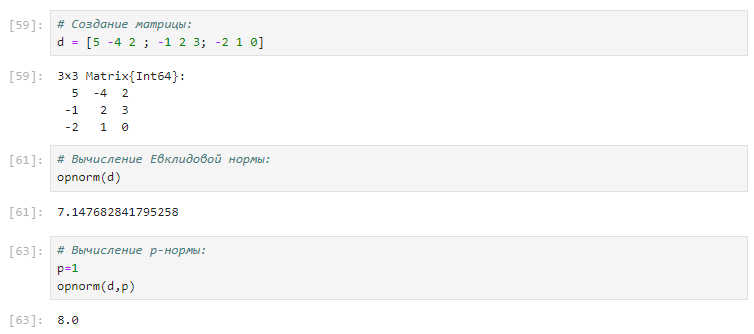 [59]: # Создание матрицы:
d = [5 -4 2 ; -1 2 3; -2 1 0]
[59]: 3×3 Matrix{Int64}:
5 -4 2
-1 2 3
-2 1 0
[61]: # Вычисление Евклидовой нормы:
opnorm(d)
[61]: 7.147682841795258
[63]: # Вычисление p-нормы:
p=1
opnorm(d,p)
[63]: 8.0